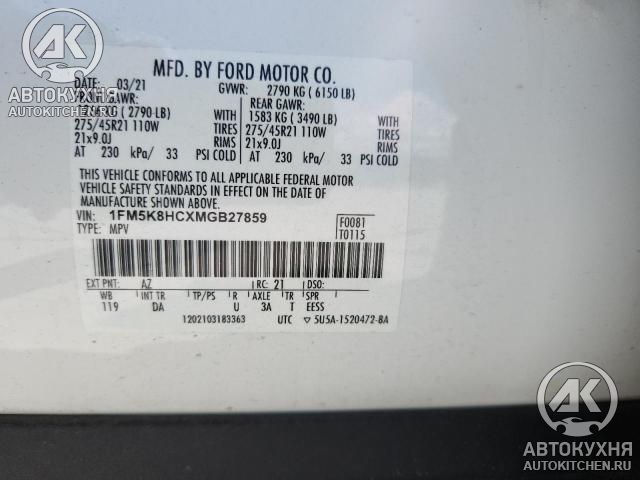 MFD. BY FORD MOTOR CO.
DATE: 03/21 GVWR: 2790 KG ( 6150 LB)
GAWR: REAR GAWR:
KG ( 2790 LB) WITH 1583 KG ( 3490 LB) WITH
275/45R21 110W TIRES 275/45R21 110W TIRES
21x9.0J RIMS 21x9.0J RIMS
AT 230 kPa/ 33 PSI COLD AT 230 kPa/ 33 PSI COLD
THIS VEHICLE CONFORMS TO ALL APPLICABLE FEDERAL MOTOR
VEHICLE SAFETY STANDARDS IN EFFECT ON THE DATE OF
MANUFACTURE SHOWN ABOVE.
VIN: 1FM5K8HCXMGB27859 F0081
TYPE: MPV T0115
EXT PNT: AZ RC: 21 DSO:
WB INT TR TP/PS R AXLE TR SPR
119 DA U 3A T EESS
1202103183363 UTC ▽ 5U5A-1520472-BA
АК
АВТОКУХНЯ
AUTOKITCHEN.RU
АК
АВТОКУХНЯ
AUTOKITCHEN.RU